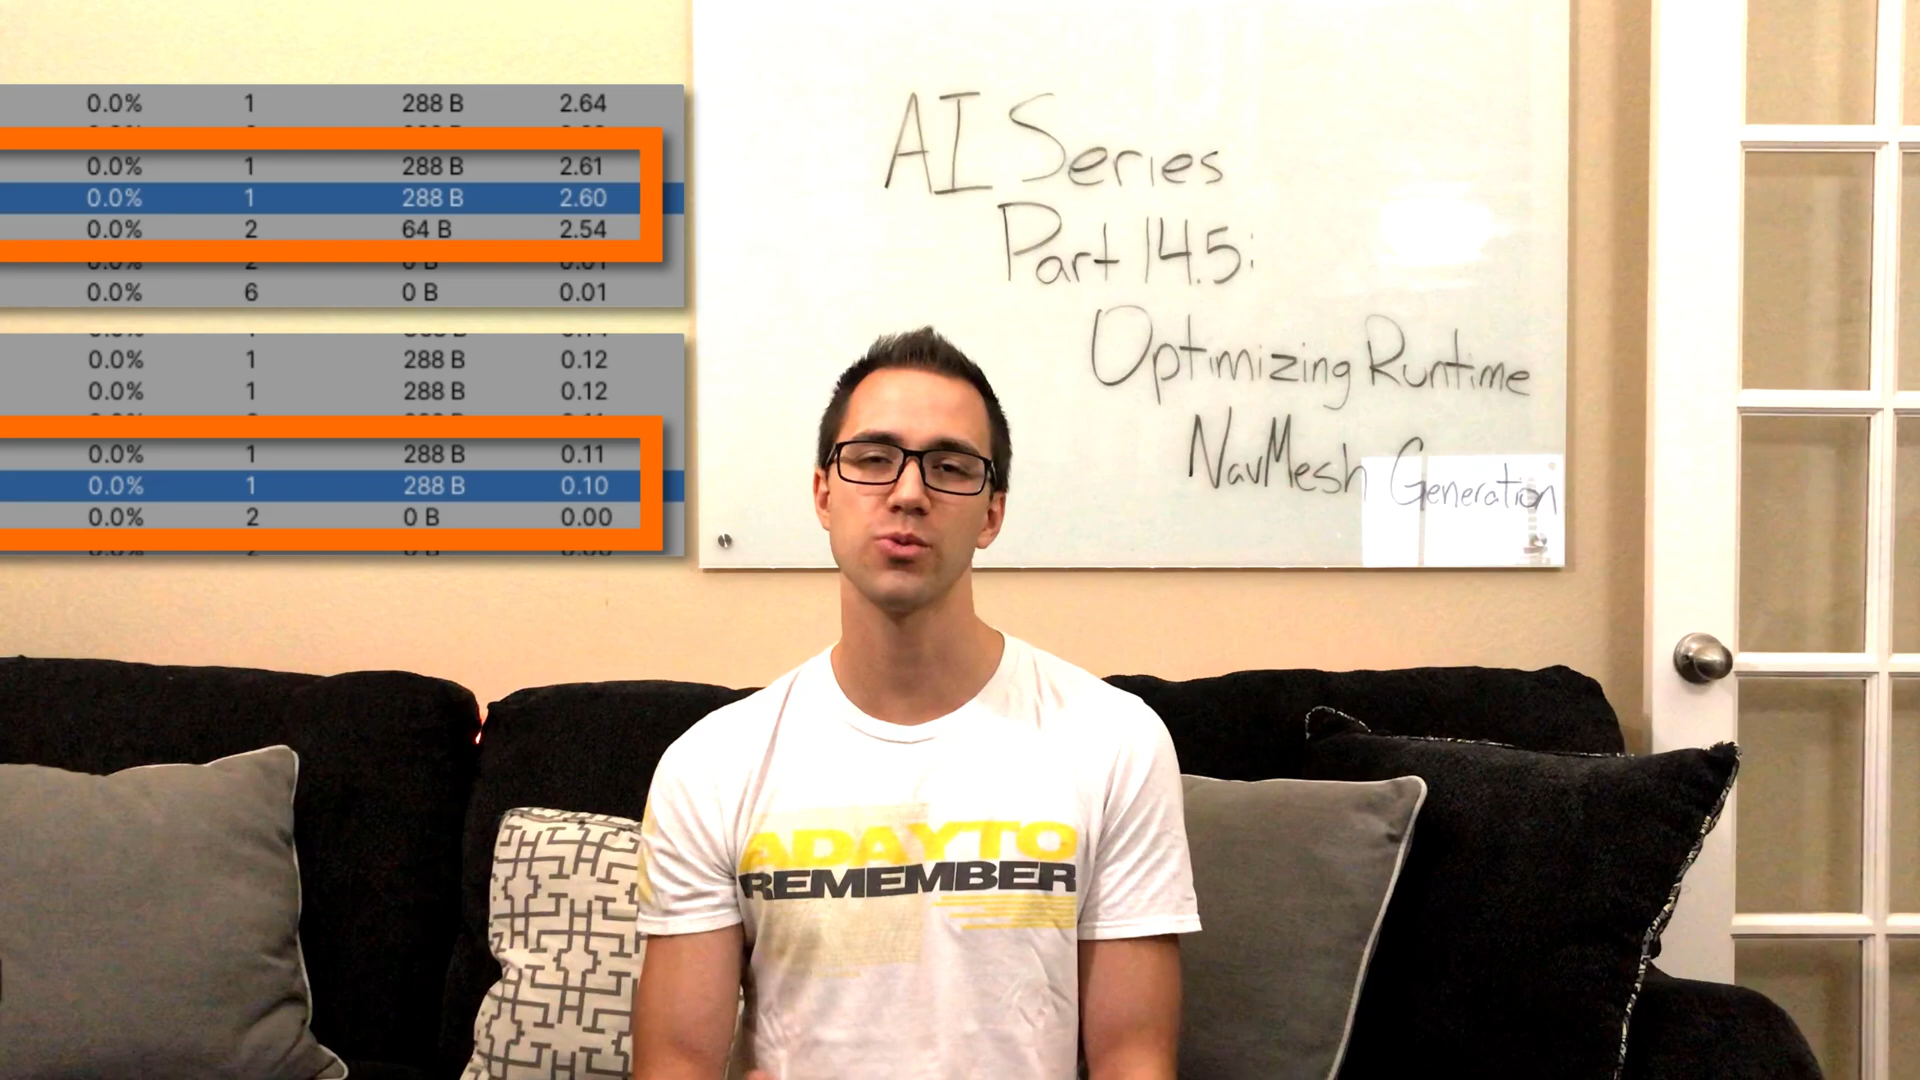 0.0% 1 288 B 2.64
0.0% 1 288 B 2.61
0.0% 1 288 B 2.60
0.0% 2 64 B 2.54
0.0% 6 0 B 0.01
0.0% 1 288 B 0.12
0.0% 1 288 B 0.12
0.0% 1 288 B 0.11
0.0% 1 288 B 0.10
0.0% 2 0 B 0.00
AI Series
Part 14.5:
Optimizing Runtime
NavMesh Generation
ADAYTO
REMEMBER